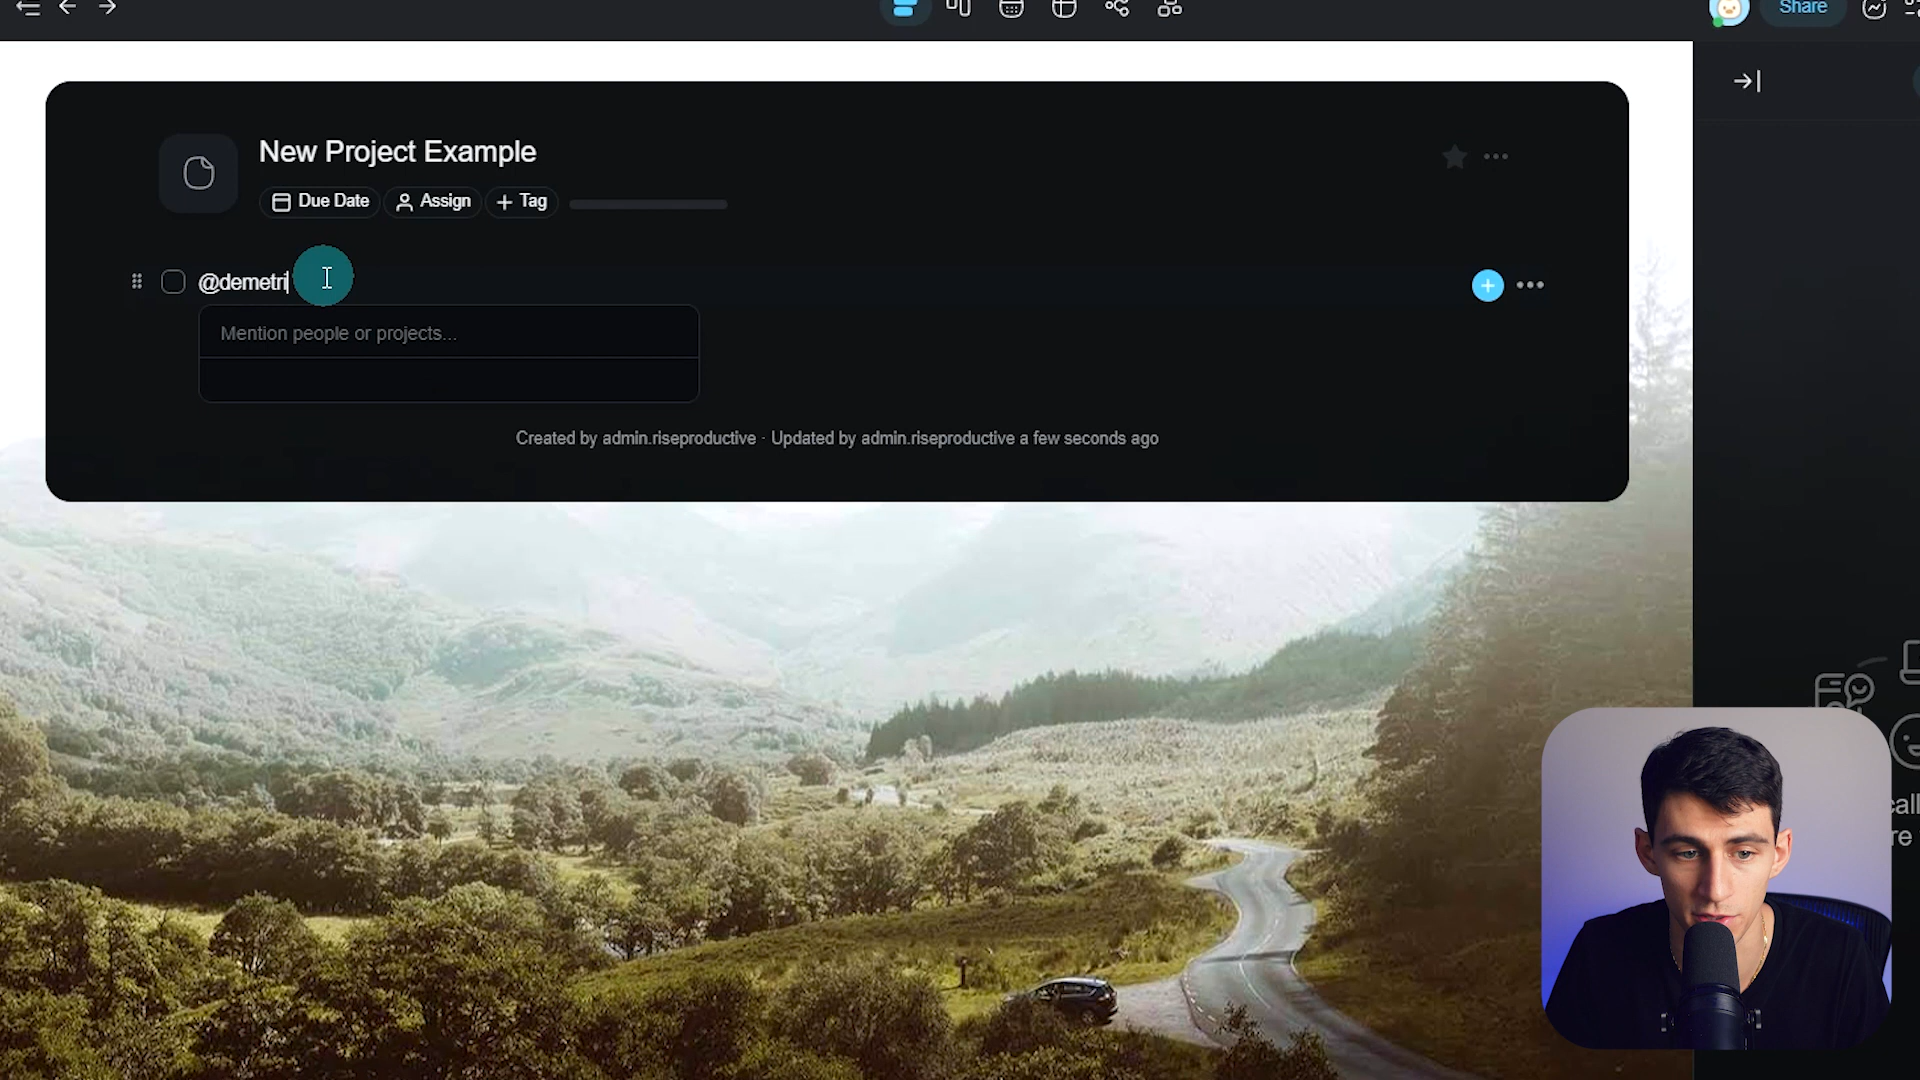 Share
New Project Example
Due Date
Assign
+ Tag
@demetri
Mention people or projects...
Created by admin.riseproductive · Updated by admin.riseproductive a few seconds ago